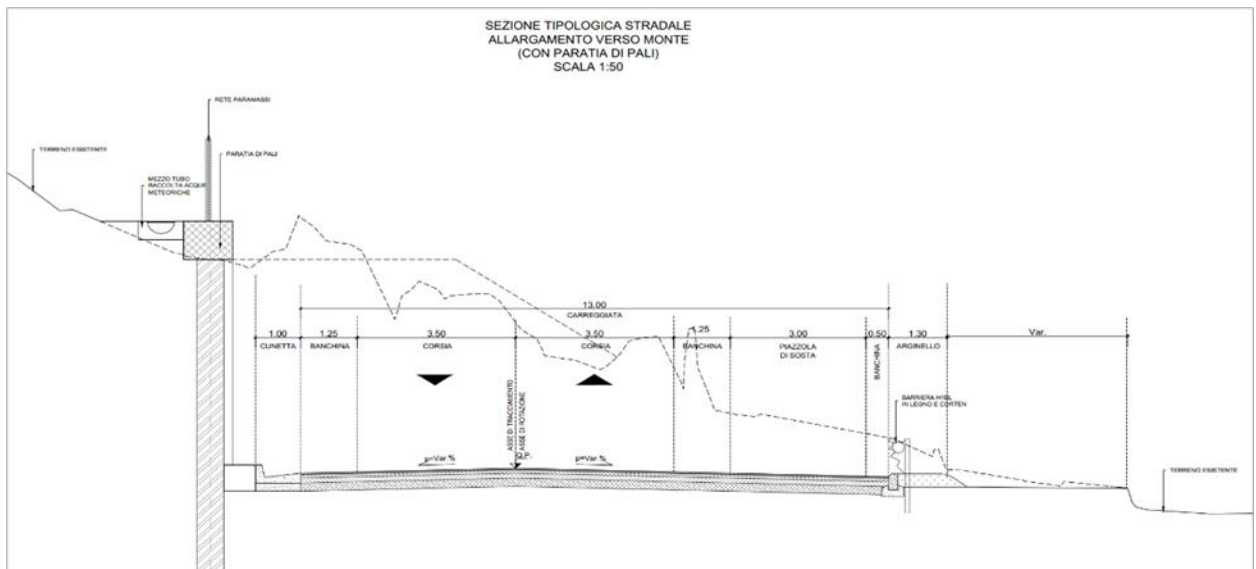 SEZIONE TIPOLOGICA STRADALE
ALLARGAMENTO VERSO MONTE
(CON PARATIA DI PALI)
SCALA 1:50
RETE PARAMASSI
TERRENO ESISTENTE
PARATIA DI PALI
MEZZO TUBO
RACCOLTA ACQUE
METEORICHE
13.00
CARREGGIATA
1.00
CUNETTA
1.25
BANCHINA
3.50
CORSIA
3.50
CORSIA
1.25
BANCHINA
3.00
PIAZZOLA
DI SOSTA
0.50
BANCHINA
1.30
ARGINELLO
Var.
ASSE DI TRACCIAMENTO
ASSE DI ROTAZIONE
BARRIERA
IN LEGNO E CORTEN
p=Var.%
p=Var.%
TERRENO ESISTENTE